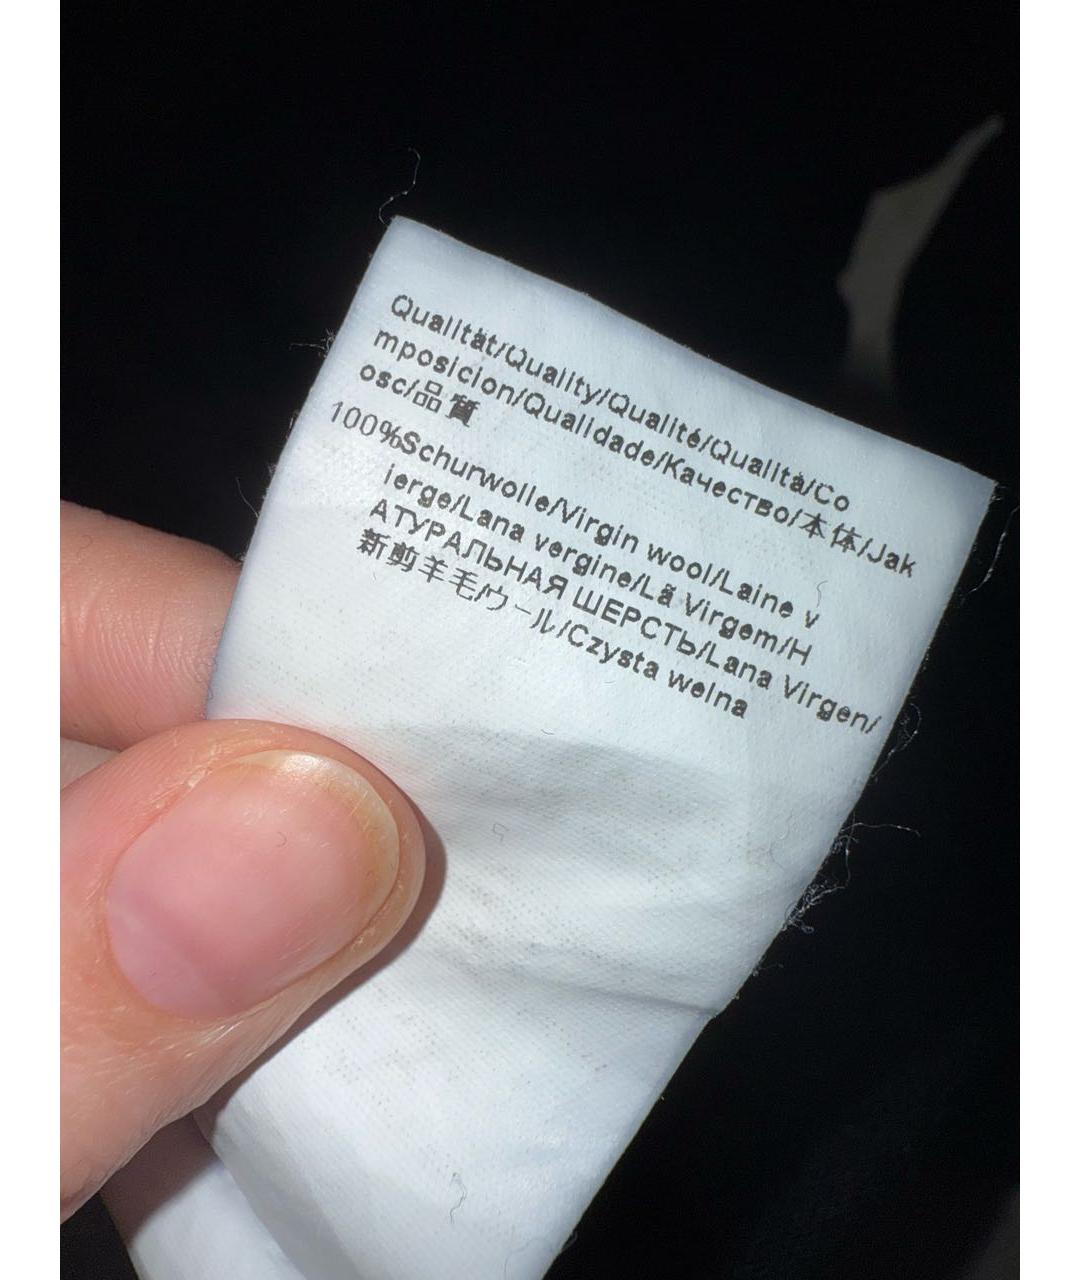 Qualität/Quality/Qualité/Qualità/Co
mposicion/Qualidade/Качество/本体/Jak
osc/品質
100%Schurwolle/Virgin wool/Laine v
ierge/Lana vergine/Lã Virgem/Н
АТУРАЛЬНАЯ ШЕРСТЬ/Lana Virgen/
新剪羊毛/ウール/Czysta welna